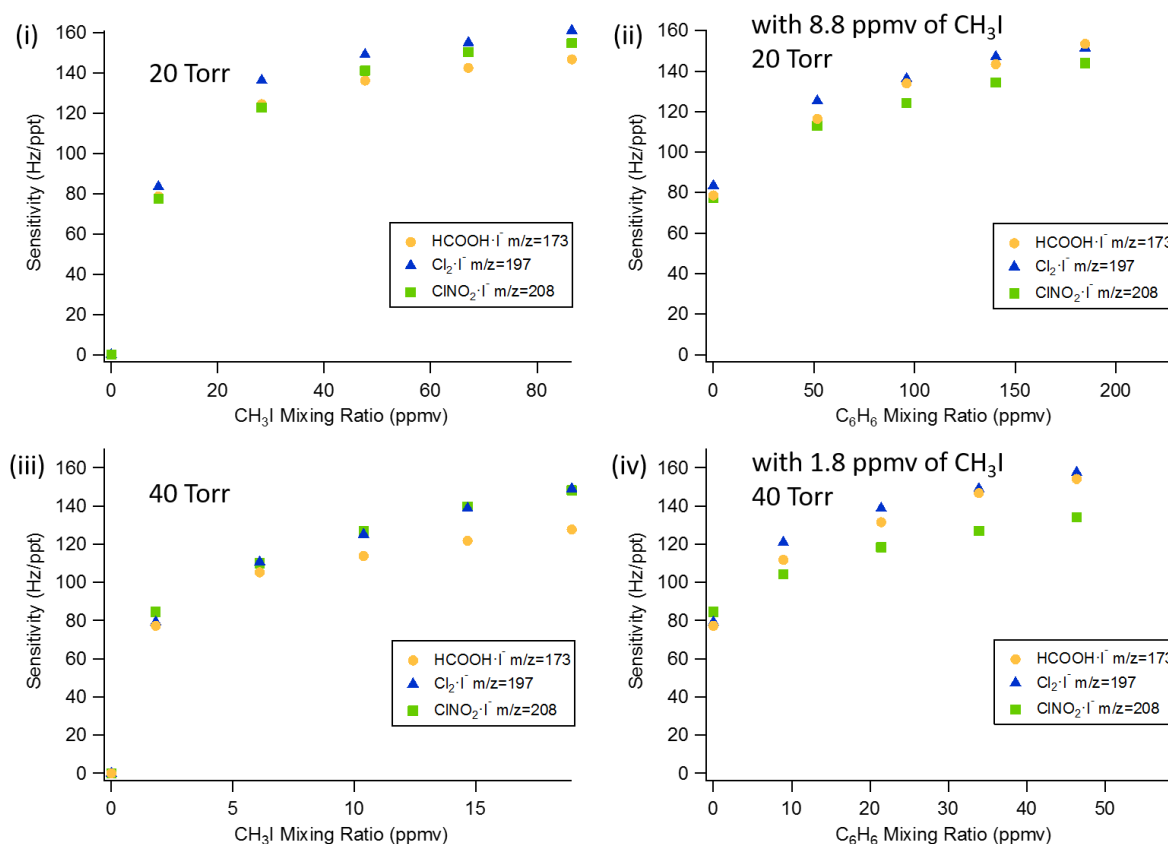 (i)
20 Torr
Sensitivity (Hz/ppt)
160
140
120
100
80
60
40
20
0
HCOOH·I⁻ m/z=173
Cl₂·I⁻ m/z=197
ClNO₂·I⁻ m/z=208
0 20 40 60 80
CH₃I Mixing Ratio (ppmv)
(ii)
with 8.8 ppmv of CH₃I
20 Torr
Sensitivity (Hz/ppt)
160
140
120
100
80
60
40
20
0
HCOOH·I⁻ m/z=173
Cl₂·I⁻ m/z=197
ClNO₂·I⁻ m/z=208
0 50 100 150 200
C₆H₆ Mixing Ratio (ppmv)
(iii)
40 Torr
Sensitivity (Hz/ppt)
160
140
120
100
80
60
40
20
0
HCOOH·I⁻ m/z=173
Cl₂·I⁻ m/z=197
ClNO₂·I⁻ m/z=208
0 5 10 15
CH₃I Mixing Ratio (ppmv)
(iv)
with 1.8 ppmv of CH₃I
40 Torr
Sensitivity (Hz/ppt)
160
140
120
100
80
60
40
20
0
HCOOH·I⁻ m/z=173
Cl₂·I⁻ m/z=197
ClNO₂·I⁻ m/z=208
0 10 20 30 40 50
C₆H₆ Mixing Ratio (ppmv)